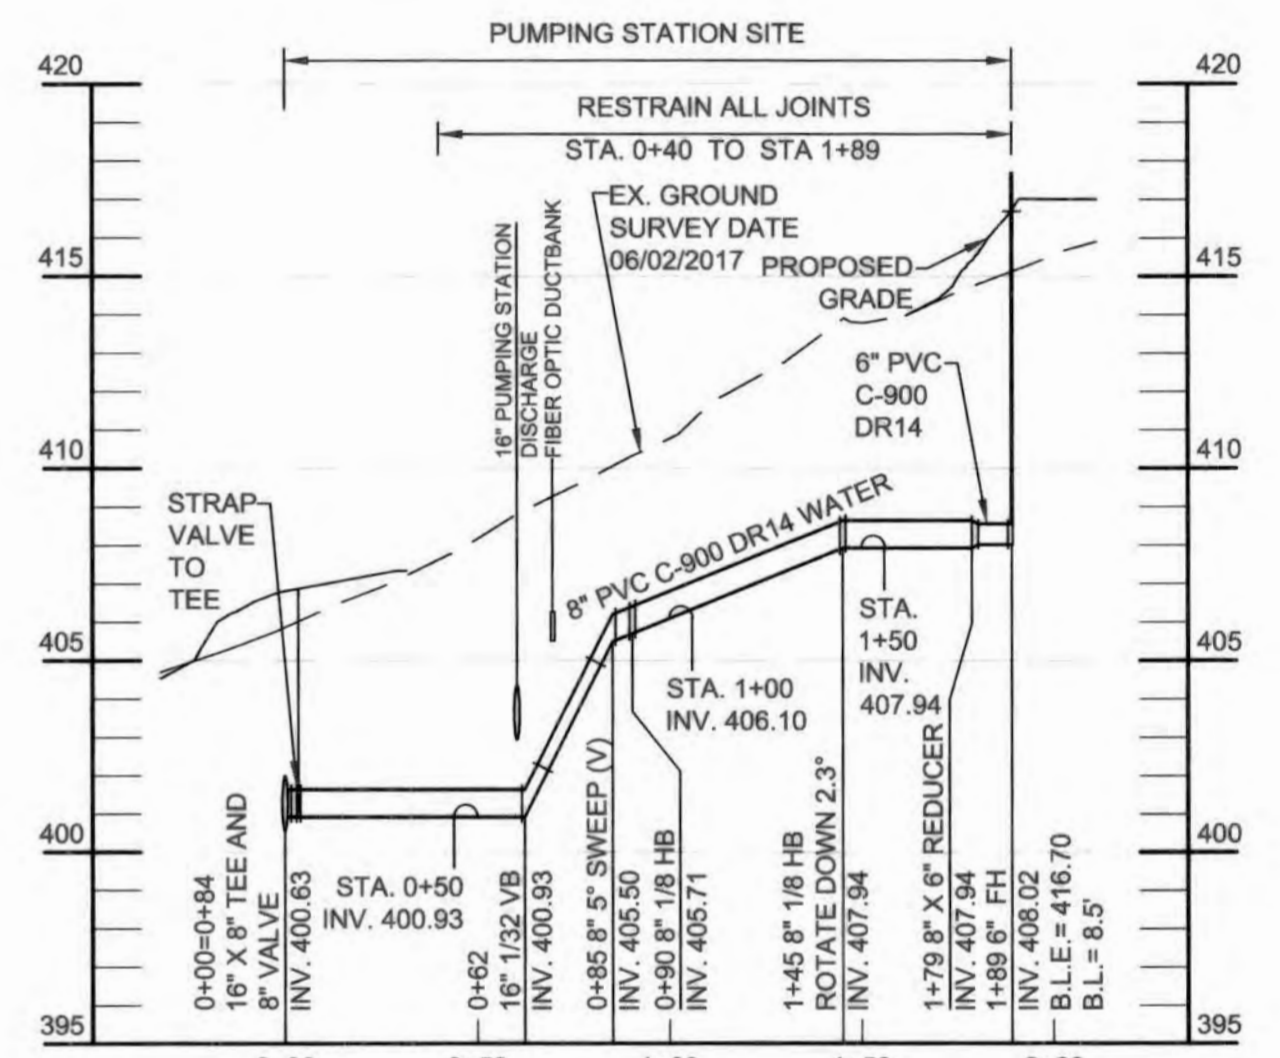 PUMPING STATION SITE
420
420
RESTRAIN ALL JOINTS
STA. 0+40 TO STA 1+89
EX. GROUND
SURVEY DATE
06/02/2017
PROPOSED
GRADE
415
415
16" PUMPING STATION
DISCHARGE
FIBER OPTIC DUCTBANK
6" PVC
C-900
DR14
410
410
STRAP
VALVE
TO
TEE
8" PVC C-900 DR14 WATER
405
405
STA. 1+00
INV. 406.10
STA.
1+50
INV.
407.94
400
400
STA. 0+50
INV. 400.93
0+00=0+84
16" X 8" TEE AND
8" VALVE
INV. 400.63
0+62
16" 1/32 VB
INV. 400.93
0+85 8" 5° SWEEP (V)
INV. 405.50
0+90 8" 1/8 HB
INV. 405.71
1+45 8" 1/8 HB
ROTATE DOWN 2.3°
INV. 407.94
1+79 8" X 6" REDUCER
INV. 407.94
1+89 6" FH
INV. 408.02
B.L.E.= 416.70
B.L.= 8.5'
395
395